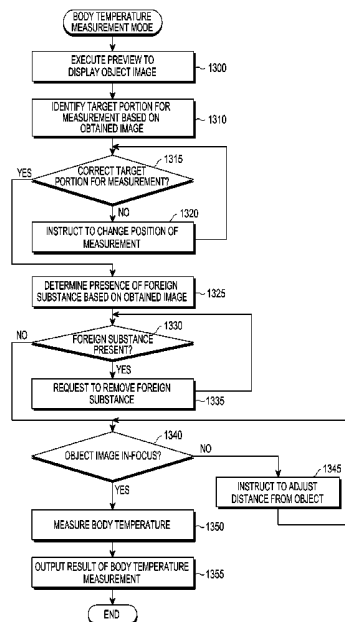 BODY TEMPERATURE
MEASUREMENT MODE
EXECUTE PREVIEW TO
DISPLAY OBJECT IMAGE
1300
IDENTIFY TARGET PORTION FOR
MEASUREMENT BASED ON
OBTAINED IMAGE
1310
1315
YES
CORRECT TARGET
PORTION FOR MEASUREMENT?
NO
1320
INSTRUCT TO CHANGE POSITION OF
MEASUREMENT
DETERMINE PRESENCE OF FOREIGN
SUBSTANCE BASED ON OBTAINED IMAGE
1325
1330
NO
FOREIGN SUBSTANCE
PRESENT?
YES
REQUEST TO REMOVE FOREIGN
SUBSTANCE
1335
1340
OBJECT IMAGE IN-FOCUS?
NO
1345
YES
INSTRUCT TO ADJUST
DISTANCE FROM OBJECT
MEASURE BODY TEMPERATURE
1350
OUTPUT RESULT OF BODY TEMPERATURE
MEASUREMENT
1355
END